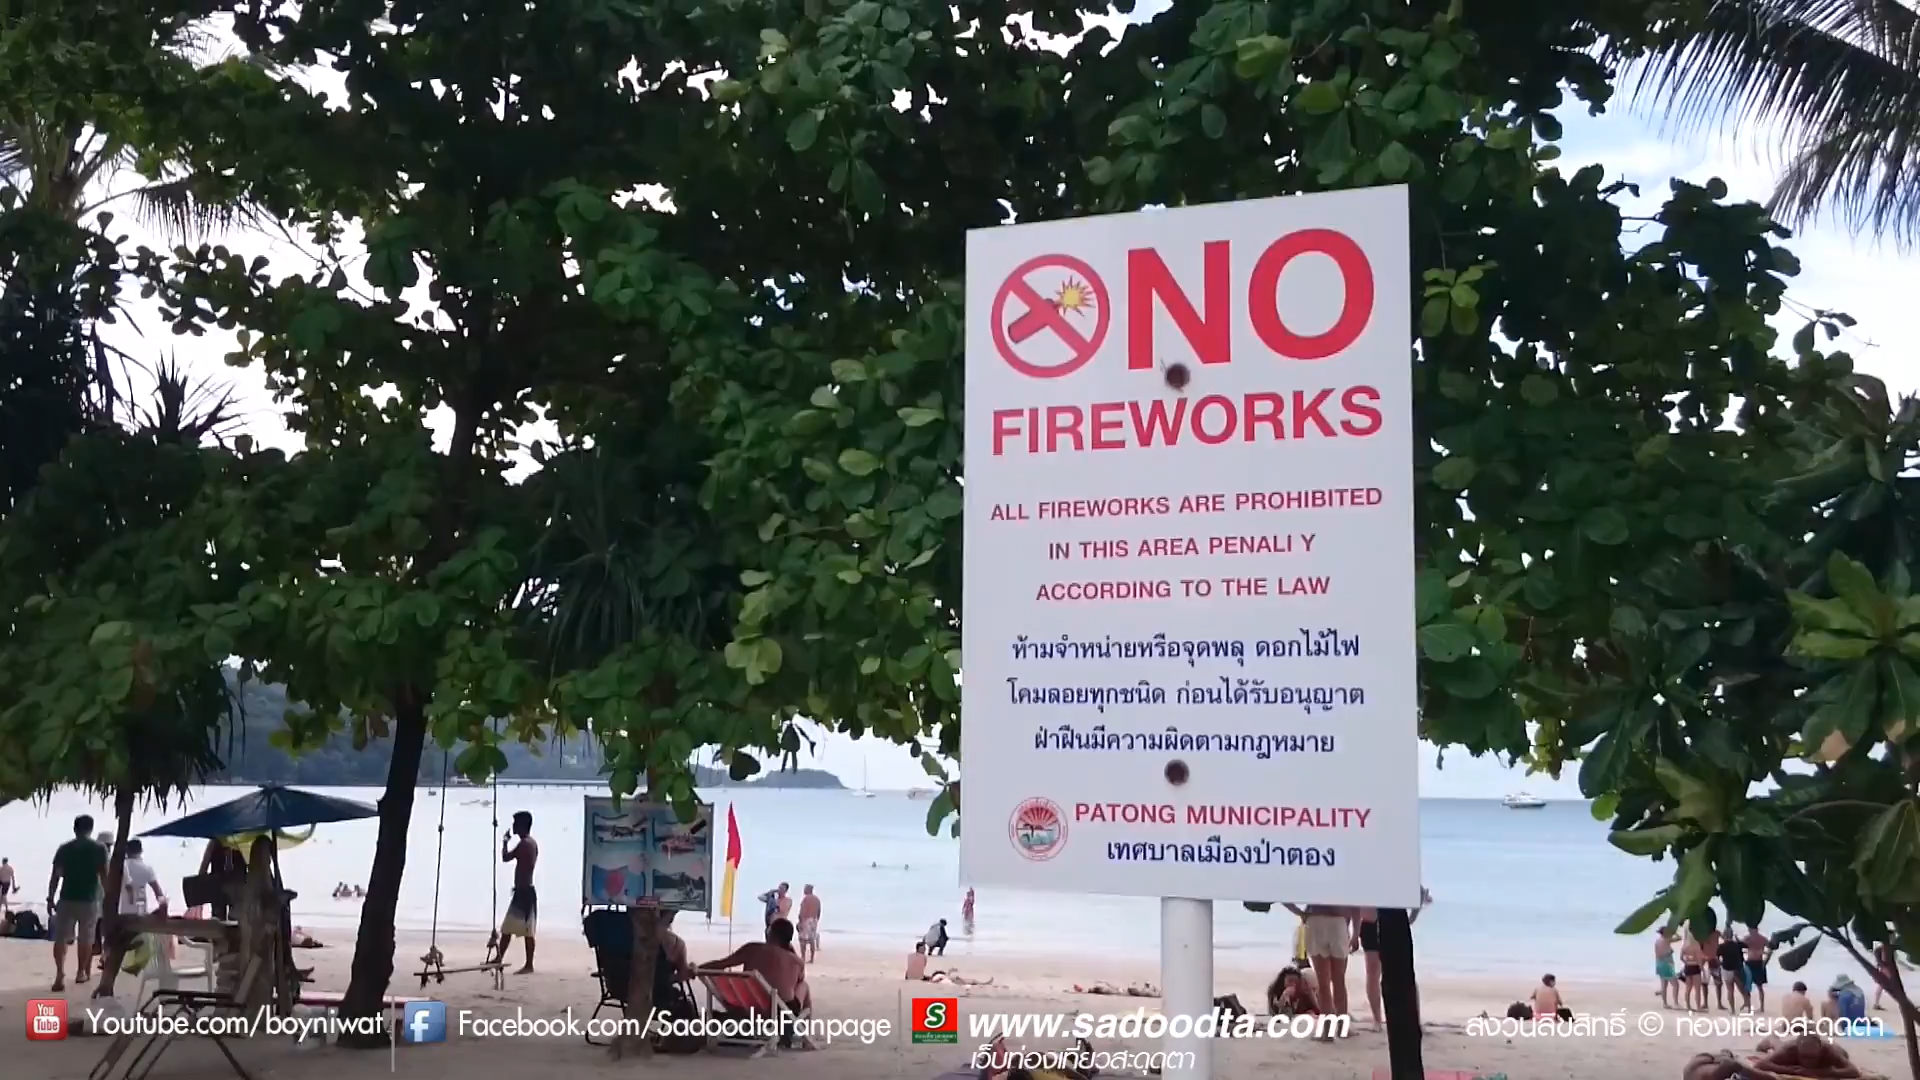 NO
FIREWORKS
ALL FIREWORKS ARE PROHIBITED
IN THIS AREA PENALI Y
ACCORDING TO THE LAW
ห้ามจำหน่ายหรือจุดพลุ ดอกไม้ไฟ
โคมลอยทุกชนิด ก่อนได้รับอนุญาต
ฝ่าฝืนมีความผิดตามกฎหมาย
PATONG MUNICIPALITY
เทศบาลเมืองป่าตอง
You
Tube
Youtube.com/boyniwat
f
Facebook.com/SadoodtaFanpage
S
www.sadoodta.com
เว็บท่องเที่ยวสะดุดตา
สงวนลิขสิทธิ์ © ท่องเที่ยวสะดุดตา